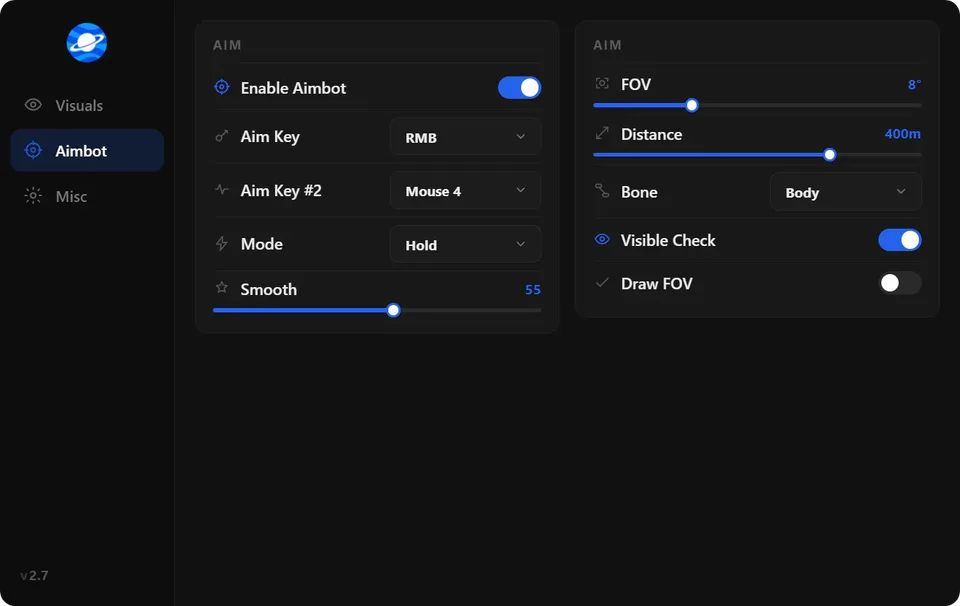 Visuals
Aimbot
Misc
v2.7
AIM
Enable Aimbot
Aim Key RMB
Aim Key #2 Mouse 4
Mode Hold
Smooth 55
AIM
FOV 8°
Distance 400m
Bone Body
Visible Check
Draw FOV